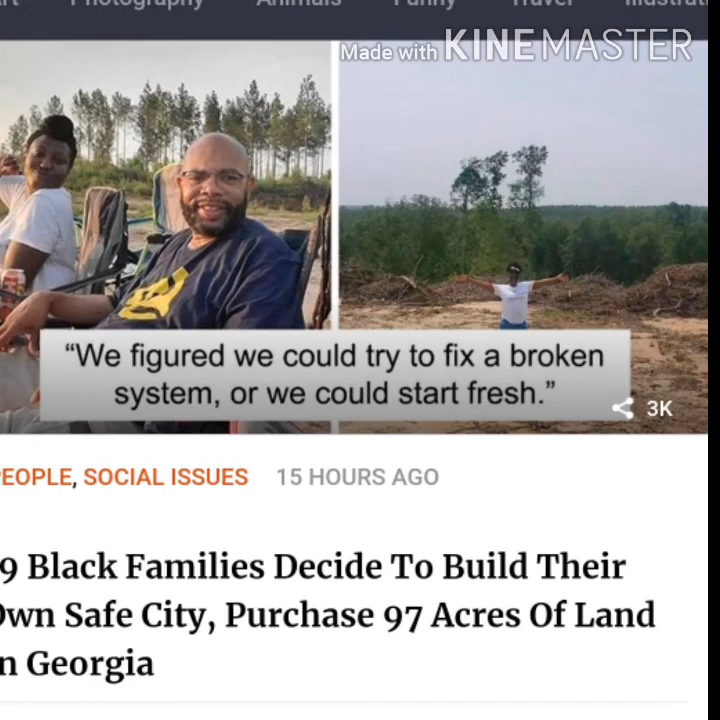 Photography Animals Funny Travel
Made with KINEMASTER
“We figured we could try to fix a broken
system, or we could start fresh.”
3K
EOPLE, SOCIAL ISSUES 15 HOURS AGO
9 Black Families Decide To Build Their
Own Safe City, Purchase 97 Acres Of Land
n Georgia